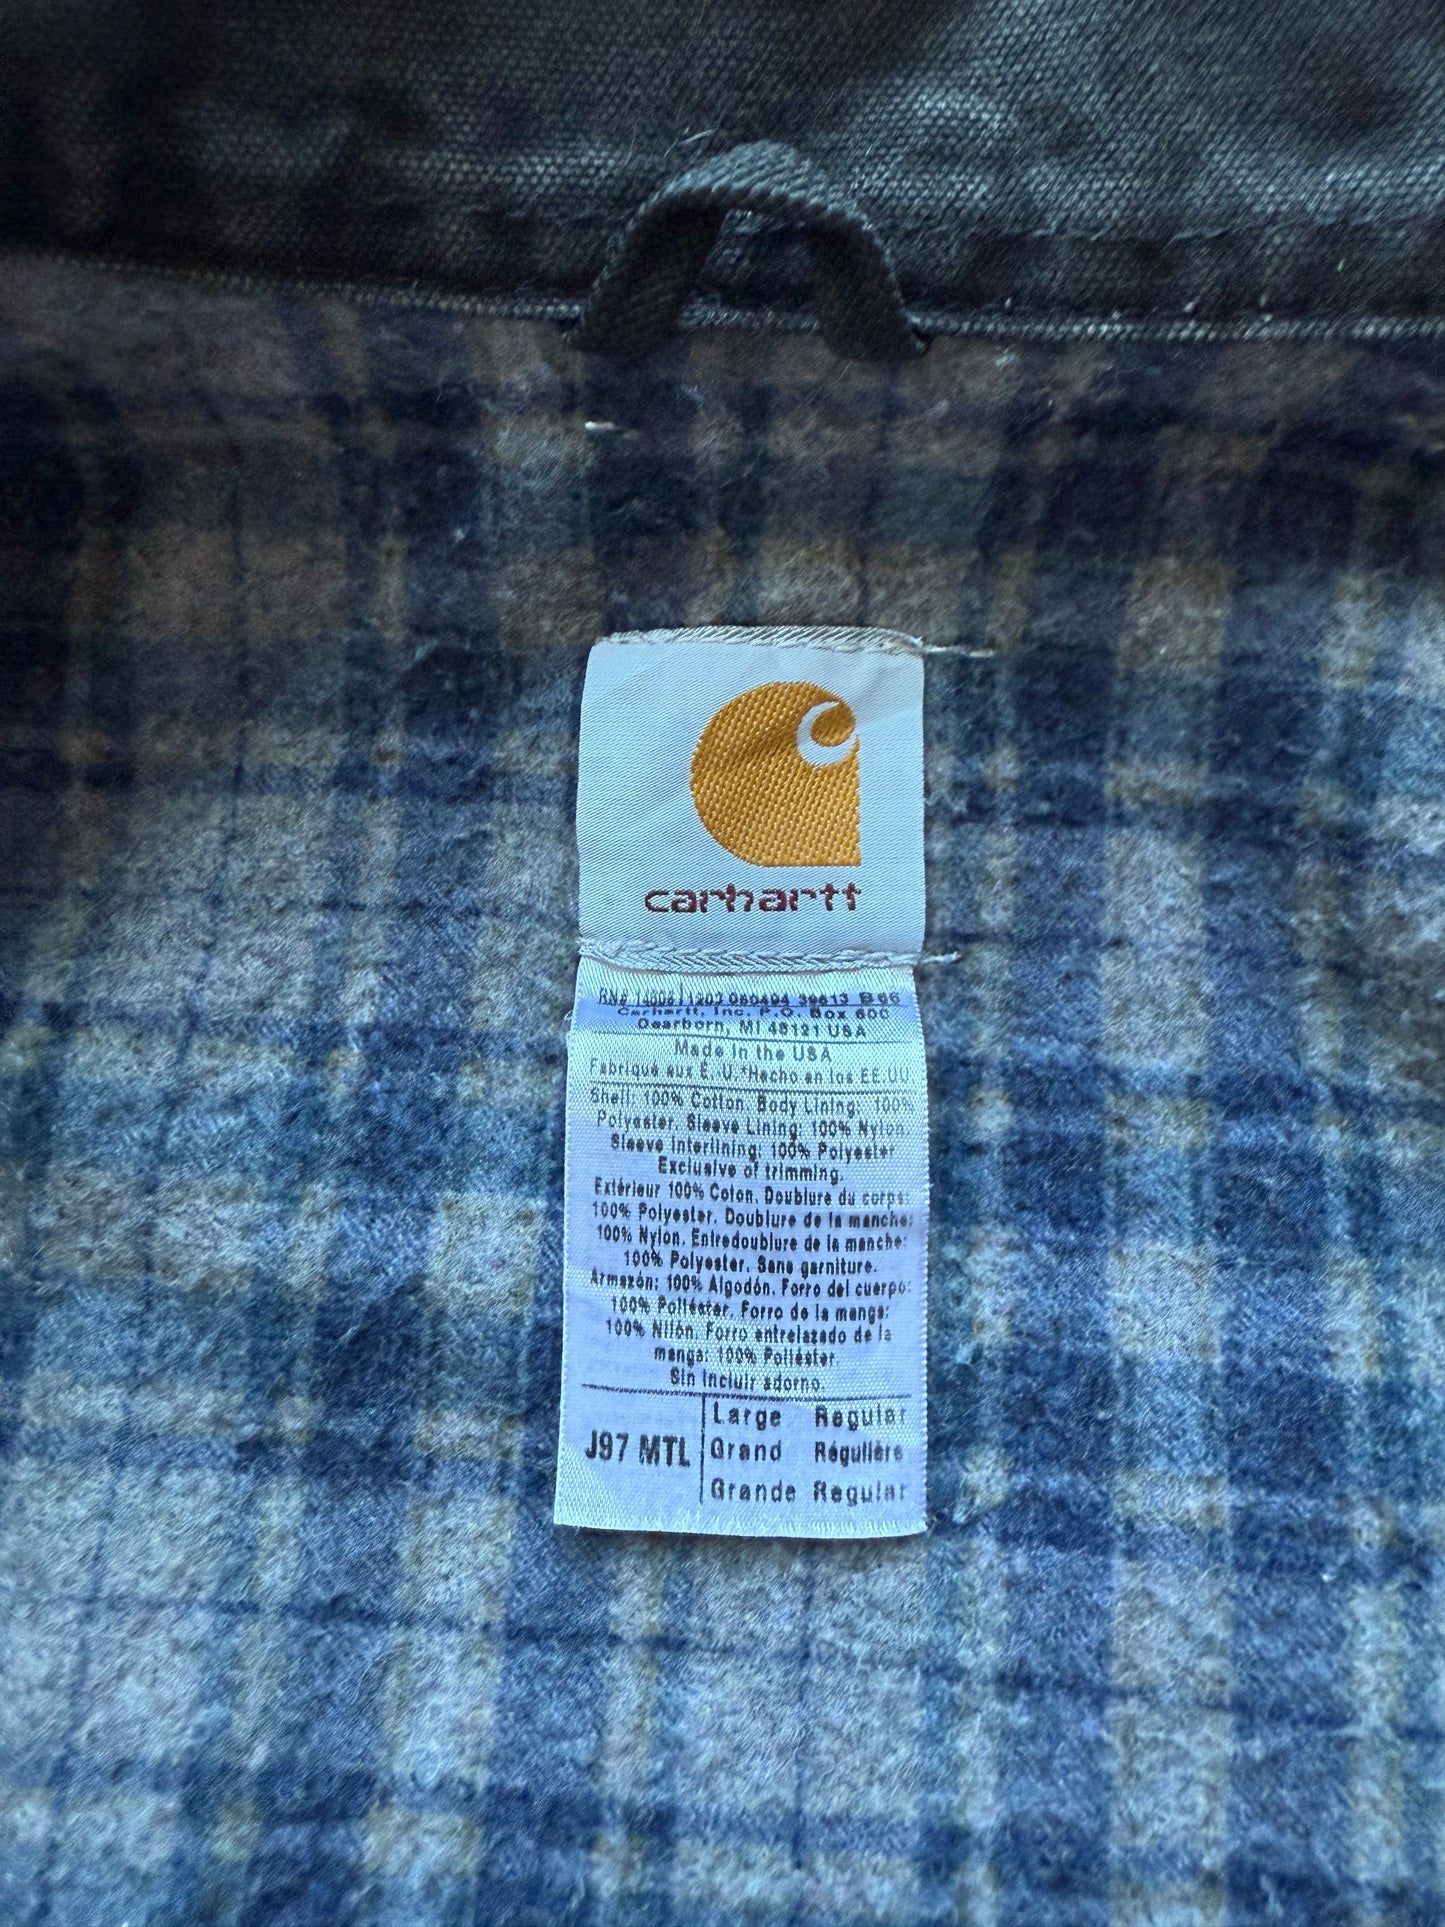 carhartt
RN# 14806 1203 050494 39613 B 66
Carhartt, Inc. P.O. Box 600
Dearborn, MI 48121 USA
Made in the USA
Fabriqué aux E.-U.*Hecho en los EE.UU
Shell: 100% Cotton. Body Lining: 100%
Polyester. Sleeve Lining: 100% Nylon
Sleeve Interlining: 100% Polyester
Exclusive of trimming.
Extérieur 100% Coton. Doublure du corps:
100% Polyester. Doublure de la manche:
100% Nylon. Entredoublure de la manche:
100% Polyester. Sans garniture.
Armazón: 100% Algodón. Forro del cuerpo:
100% Poliéster. Forro de la manga:
100% Nilón. Forro entrelazado de la
manga: 100% Poliéster.
Sin incluir adorno.
J97 MTL
Large Regular
Grand Régulière
Grande Regular